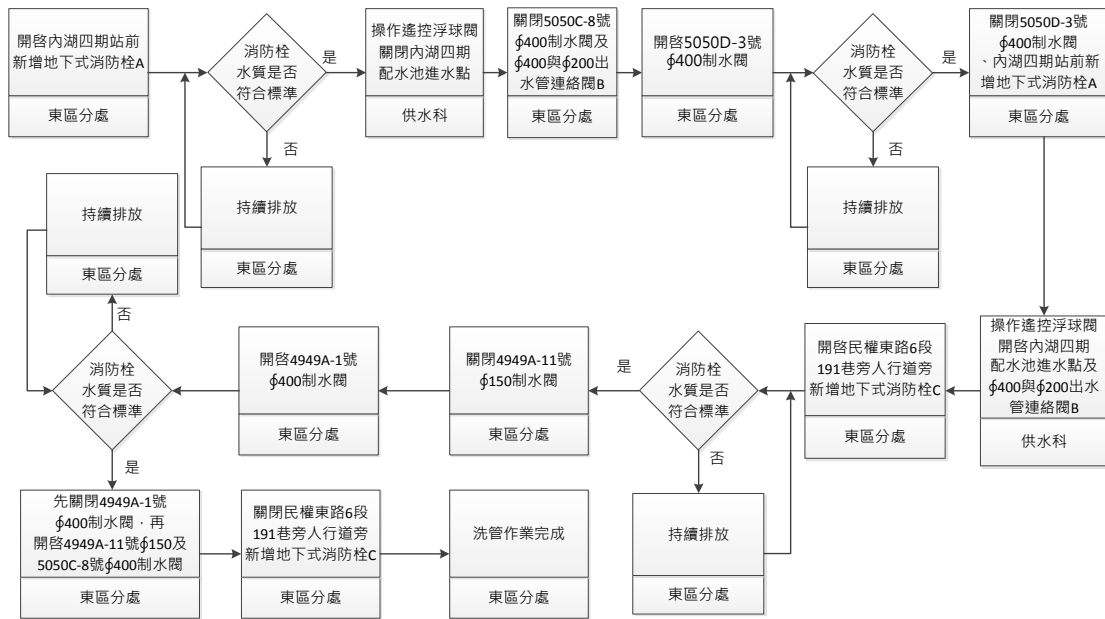 開啓內湖四期站前
新增地下式消防栓A
東區分處
消防栓
水質是否
符合標準
是
否
持續排放
東區分處
操作遙控浮球閥
關閉內湖四期
配水池進水點
供水科
關閉5050C-8號
∮400制水閥及
∮400與∮200出
水管連絡閥B
東區分處
開啓5050D-3號
∮400制水閥
東區分處
消防栓
水質是否
符合標準
是
否
持續排放
東區分處
關閉5050D-3號
∮400制水閥
、內湖四期站前新
增地下式消防栓A
東區分處
操作遙控浮球閥
開啓內湖四期
配水池進水點及
∮400與∮200出水
管連絡閥B
供水科
開啓民權東路6段
191巷旁人行道旁
新增地下式消防栓C
東區分處
消防栓
水質是否
符合標準
是
否
持續排放
東區分處
關閉4949A-11號
∮150制水閥
東區分處
開啓4949A-1號
∮400制水閥
東區分處
消防栓
水質是否
符合標準
否
持續排放
東區分處
是
先關閉4949A-1號
∮400制水閥，再
開啓4949A-11號∮150及
5050C-8號∮400制水閥
東區分處
關閉民權東路6段
191巷旁人行道旁
新增地下式消防栓C
東區分處
洗管作業完成
東區分處